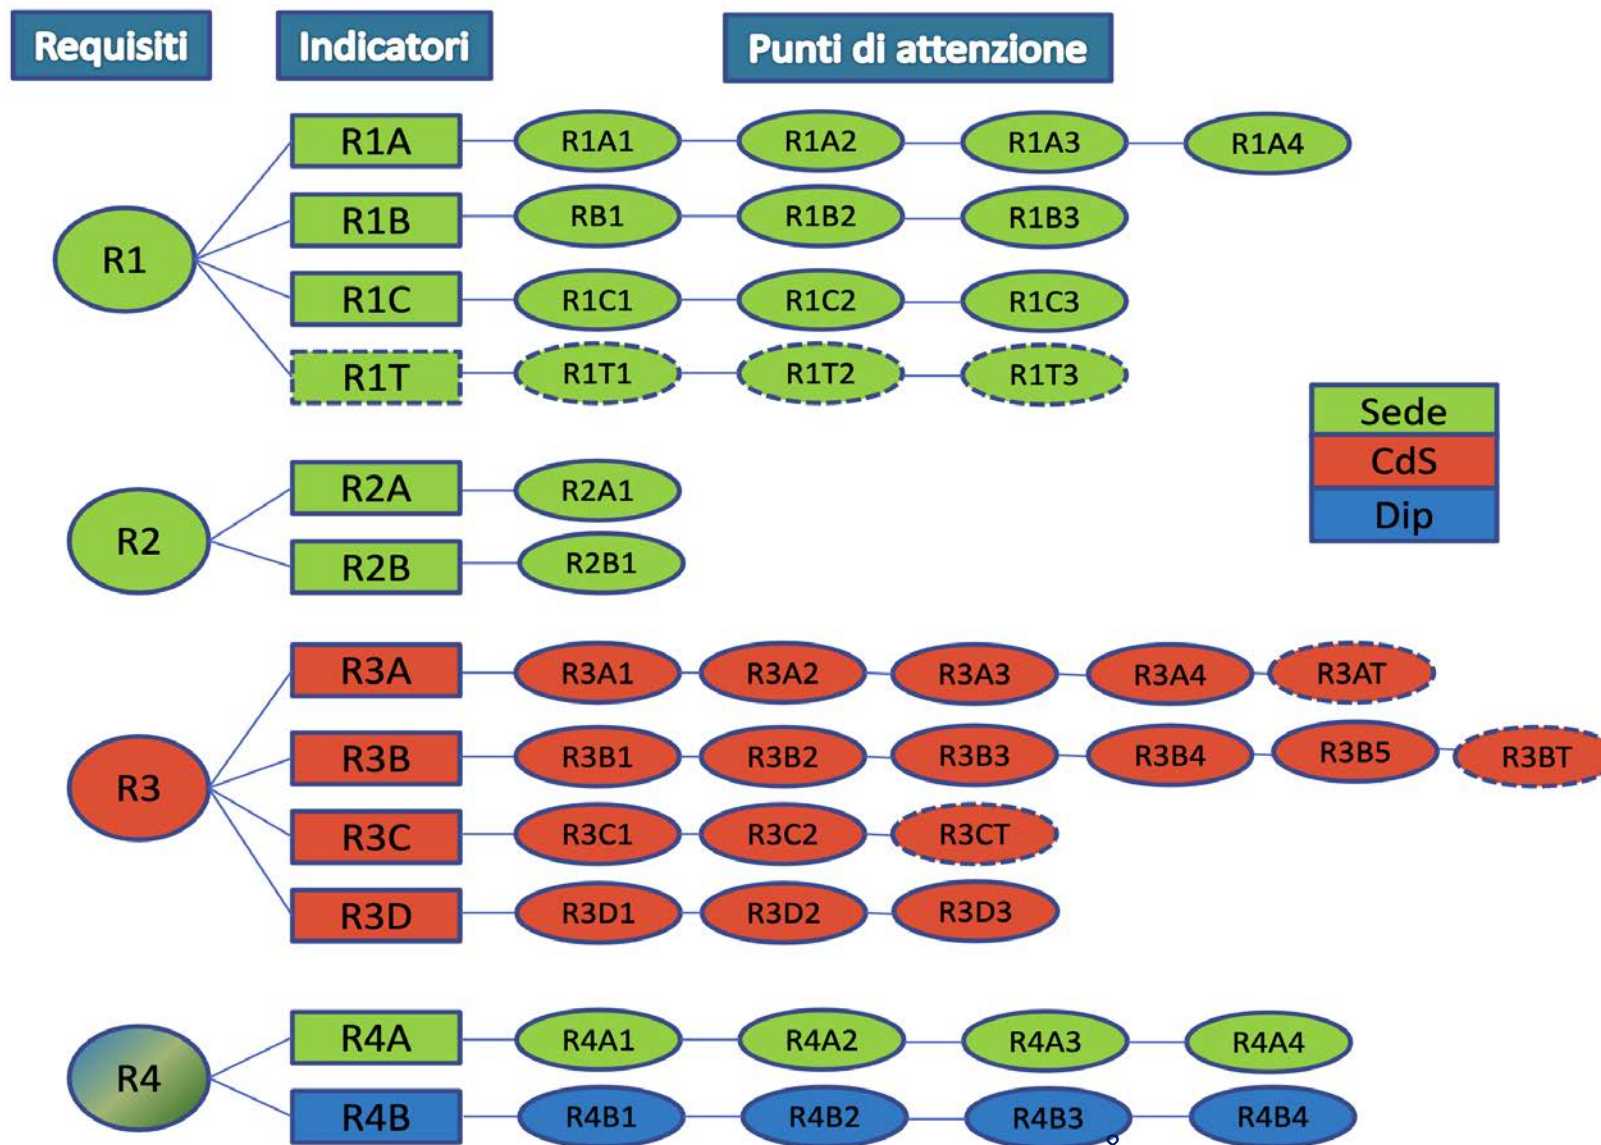 Requisiti Indicatori Punti di attenzione
R1A R1A1 R1A2 R1A3 R1A4
R1B RB1 R1B2 R1B3
R1
R1C R1C1 R1C2 R1C3
R1T R1T1 R1T2 R1T3
Sede
CdS
Dip
R2A R2A1
R2
R2B R2B1
R3A R3A1 R3A2 R3A3 R3A4 R3AT
R3B R3B1 R3B2 R3B3 R3B4 R3B5 R3BT
R3
R3C R3C1 R3C2 R3CT
R3D R3D1 R3D2 R3D3
R4A R4A1 R4A2 R4A3 R4A4
R4
R4B R4B1 R4B2 R4B3 R4B4